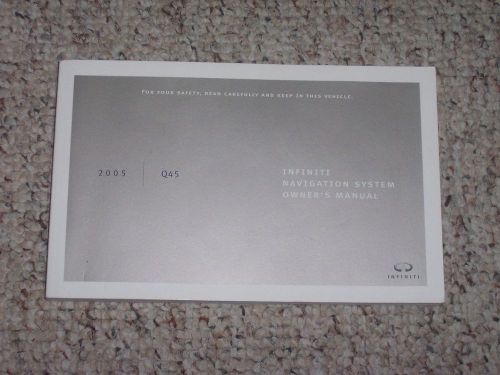 FOR YOUR SAFETY, READ CAREFULLY AND KEEP IN THIS VEHICLE.
2005 | Q45
INFINITI
NAVIGATION SYSTEM
OWNER'S MANUAL
INFINITI